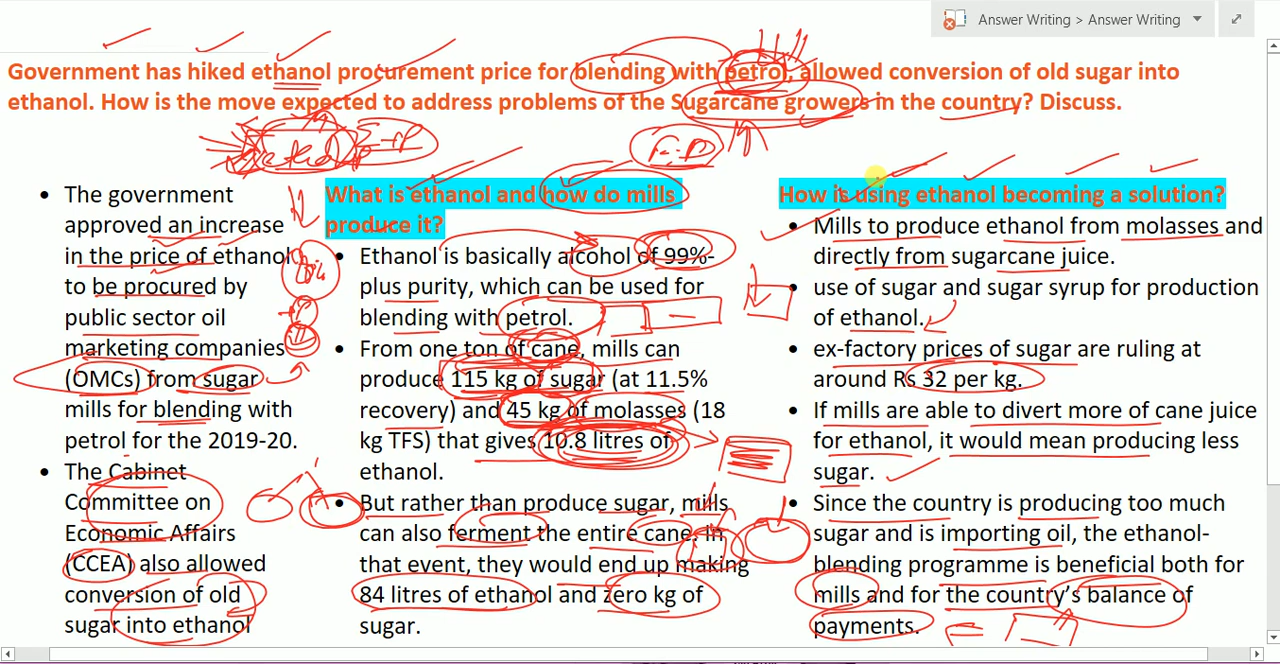 Answer Writing > Answer Writing
Government has hiked ethanol procurement price for blending with petrol, allowed conversion of old sugar into
ethanol. How is the move expected to address problems of the Sugarcane growers in the country? Discuss.
• The government
approved an increase
in the price of ethanol
to be procured by
public sector oil
marketing companies
(OMCs) from sugar
mills for blending with
petrol for the 2019-20.
• The Cabinet
Committee on
Economic Affairs
(CCEA) also allowed
conversion of old
sugar into ethanol
What is ethanol and how do mills
produce it?
• Ethanol is basically alcohol of 99%-
plus purity, which can be used for
blending with petrol.
• From one ton of cane, mills can
produce 115 kg of sugar (at 11.5%
recovery) and 45 kg of molasses (18
kg TFS) that gives 10.8 litres of
ethanol.
• But rather than produce sugar, mills
can also ferment the entire cane. In
that event, they would end up making
84 litres of ethanol and zero kg of
sugar.
How is using ethanol becoming a solution?
• Mills to produce ethanol from molasses and
directly from sugarcane juice.
• use of sugar and sugar syrup for production
of ethanol.
• ex-factory prices of sugar are ruling at
around Rs 32 per kg.
• If mills are able to divert more of cane juice
for ethanol, it would mean producing less
sugar.
• Since the country is producing too much
sugar and is importing oil, the ethanol-
blending programme is beneficial both for
mills and for the country's balance of
payments.